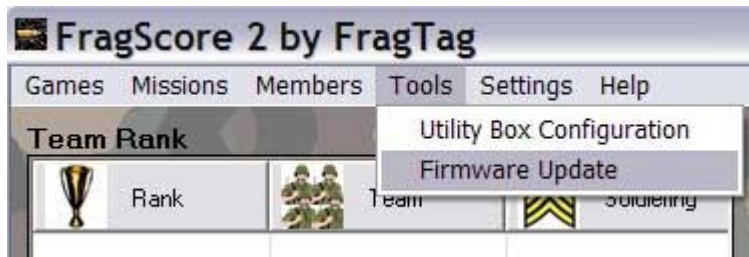 FragScore 2 by FragTag
Games Missions Members Tools Settings Help
Utility Box Configuration
Team Rank
Firmware Update
Rank Team Soldiering